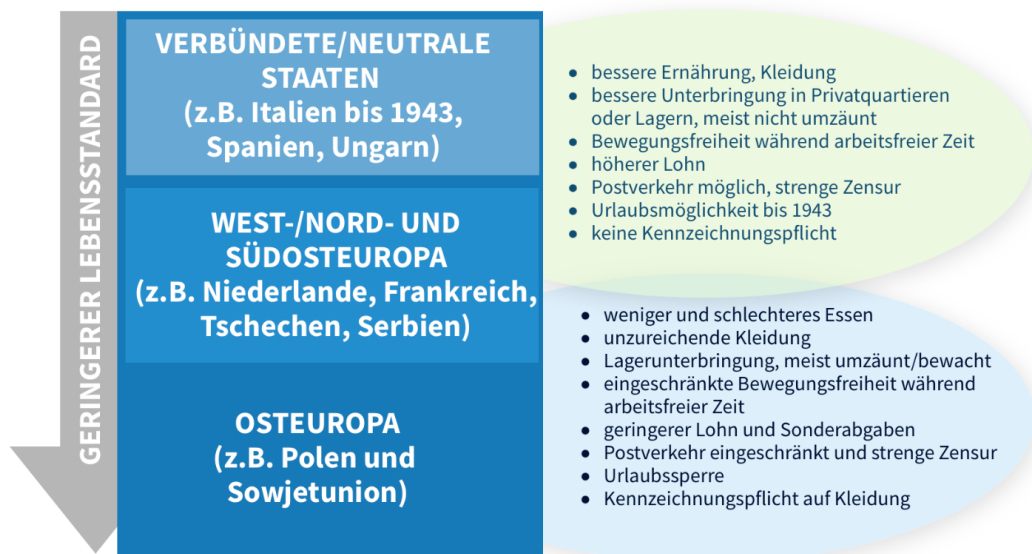 GERINGERER LEBENSSTANDARD
VERBÜNDETE/NEUTRALE
STAATEN
(z.B. Italien bis 1943,
Spanien, Ungarn)
WEST-/NORD- UND
SÜDOSTEUROPA
(z.B. Niederlande, Frankreich,
Tschechen, Serbien)
OSTEUROPA
(z.B. Polen und
Sowjetunion)
• bessere Ernährung, Kleidung
• bessere Unterbringung in Privatquartieren
oder Lagern, meist nicht umzäunt
• Bewegungsfreiheit während arbeitsfreier Zeit
• höherer Lohn
• Postverkehr möglich, strenge Zensur
• Urlaubsmöglichkeit bis 1943
• keine Kennzeichnungspflicht
• weniger und schlechteres Essen
• unzureichende Kleidung
• Lagerunterbringung, meist umzäunt/bewacht
• eingeschränkte Bewegungsfreiheit während
arbeitsfreier Zeit
• geringerer Lohn und Sonderabgaben
• Postverkehr eingeschränkt und strenge Zensur
• Urlaubssperre
• Kennzeichnungspflicht auf Kleidung